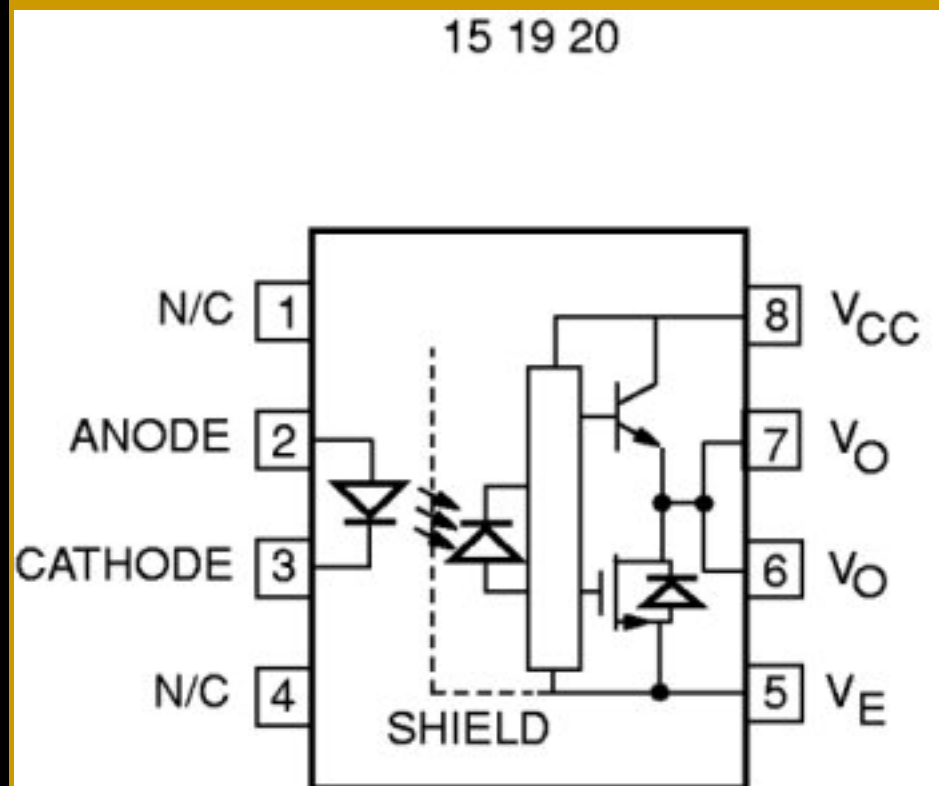 15 19 20
N/C 1
8 VCC
ANODE 2
7 VO
CATHODE 3
6 VO
N/C 4
5 VE
SHIELD